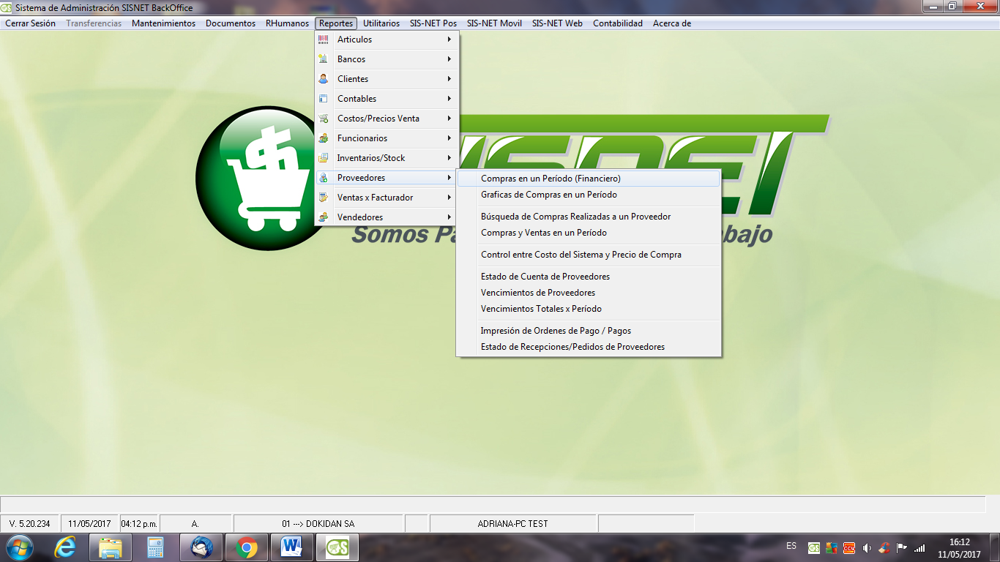 Sistema de Administración SISNET BackOffice
Cerrar Sesión Transferencias Mantenimientos Documentos RHumanos Reportes Utilitarios SIS-NET Pos SIS-NET Movil SIS-NET Web Contabilidad Acerca de
Articulos
Bancos
Clientes
Contables
Costos/Precios Venta
Funcionarios
Inventarios/Stock
Proveedores
Ventas x Facturador
Vendedores
Compras en un Período (Financiero)
Graficas de Compras en un Período
Búsqueda de Compras Realizadas a un Proveedor
Compras y Ventas en un Período
Control entre Costo del Sistema y Precio de Compra
Estado de Cuenta de Proveedores
Vencimientos de Proveedores
Vencimientos Totales x Período
Impresión de Ordenes de Pago / Pagos
Estado de Recepciones/Pedidos de Proveedores
Somos
V. 5.20.234 11/05/2017 04:12 p.m. A. 01 ---> DOKIDAN SA ADRIANA-PC TEST
ES
16:12
11/05/2017